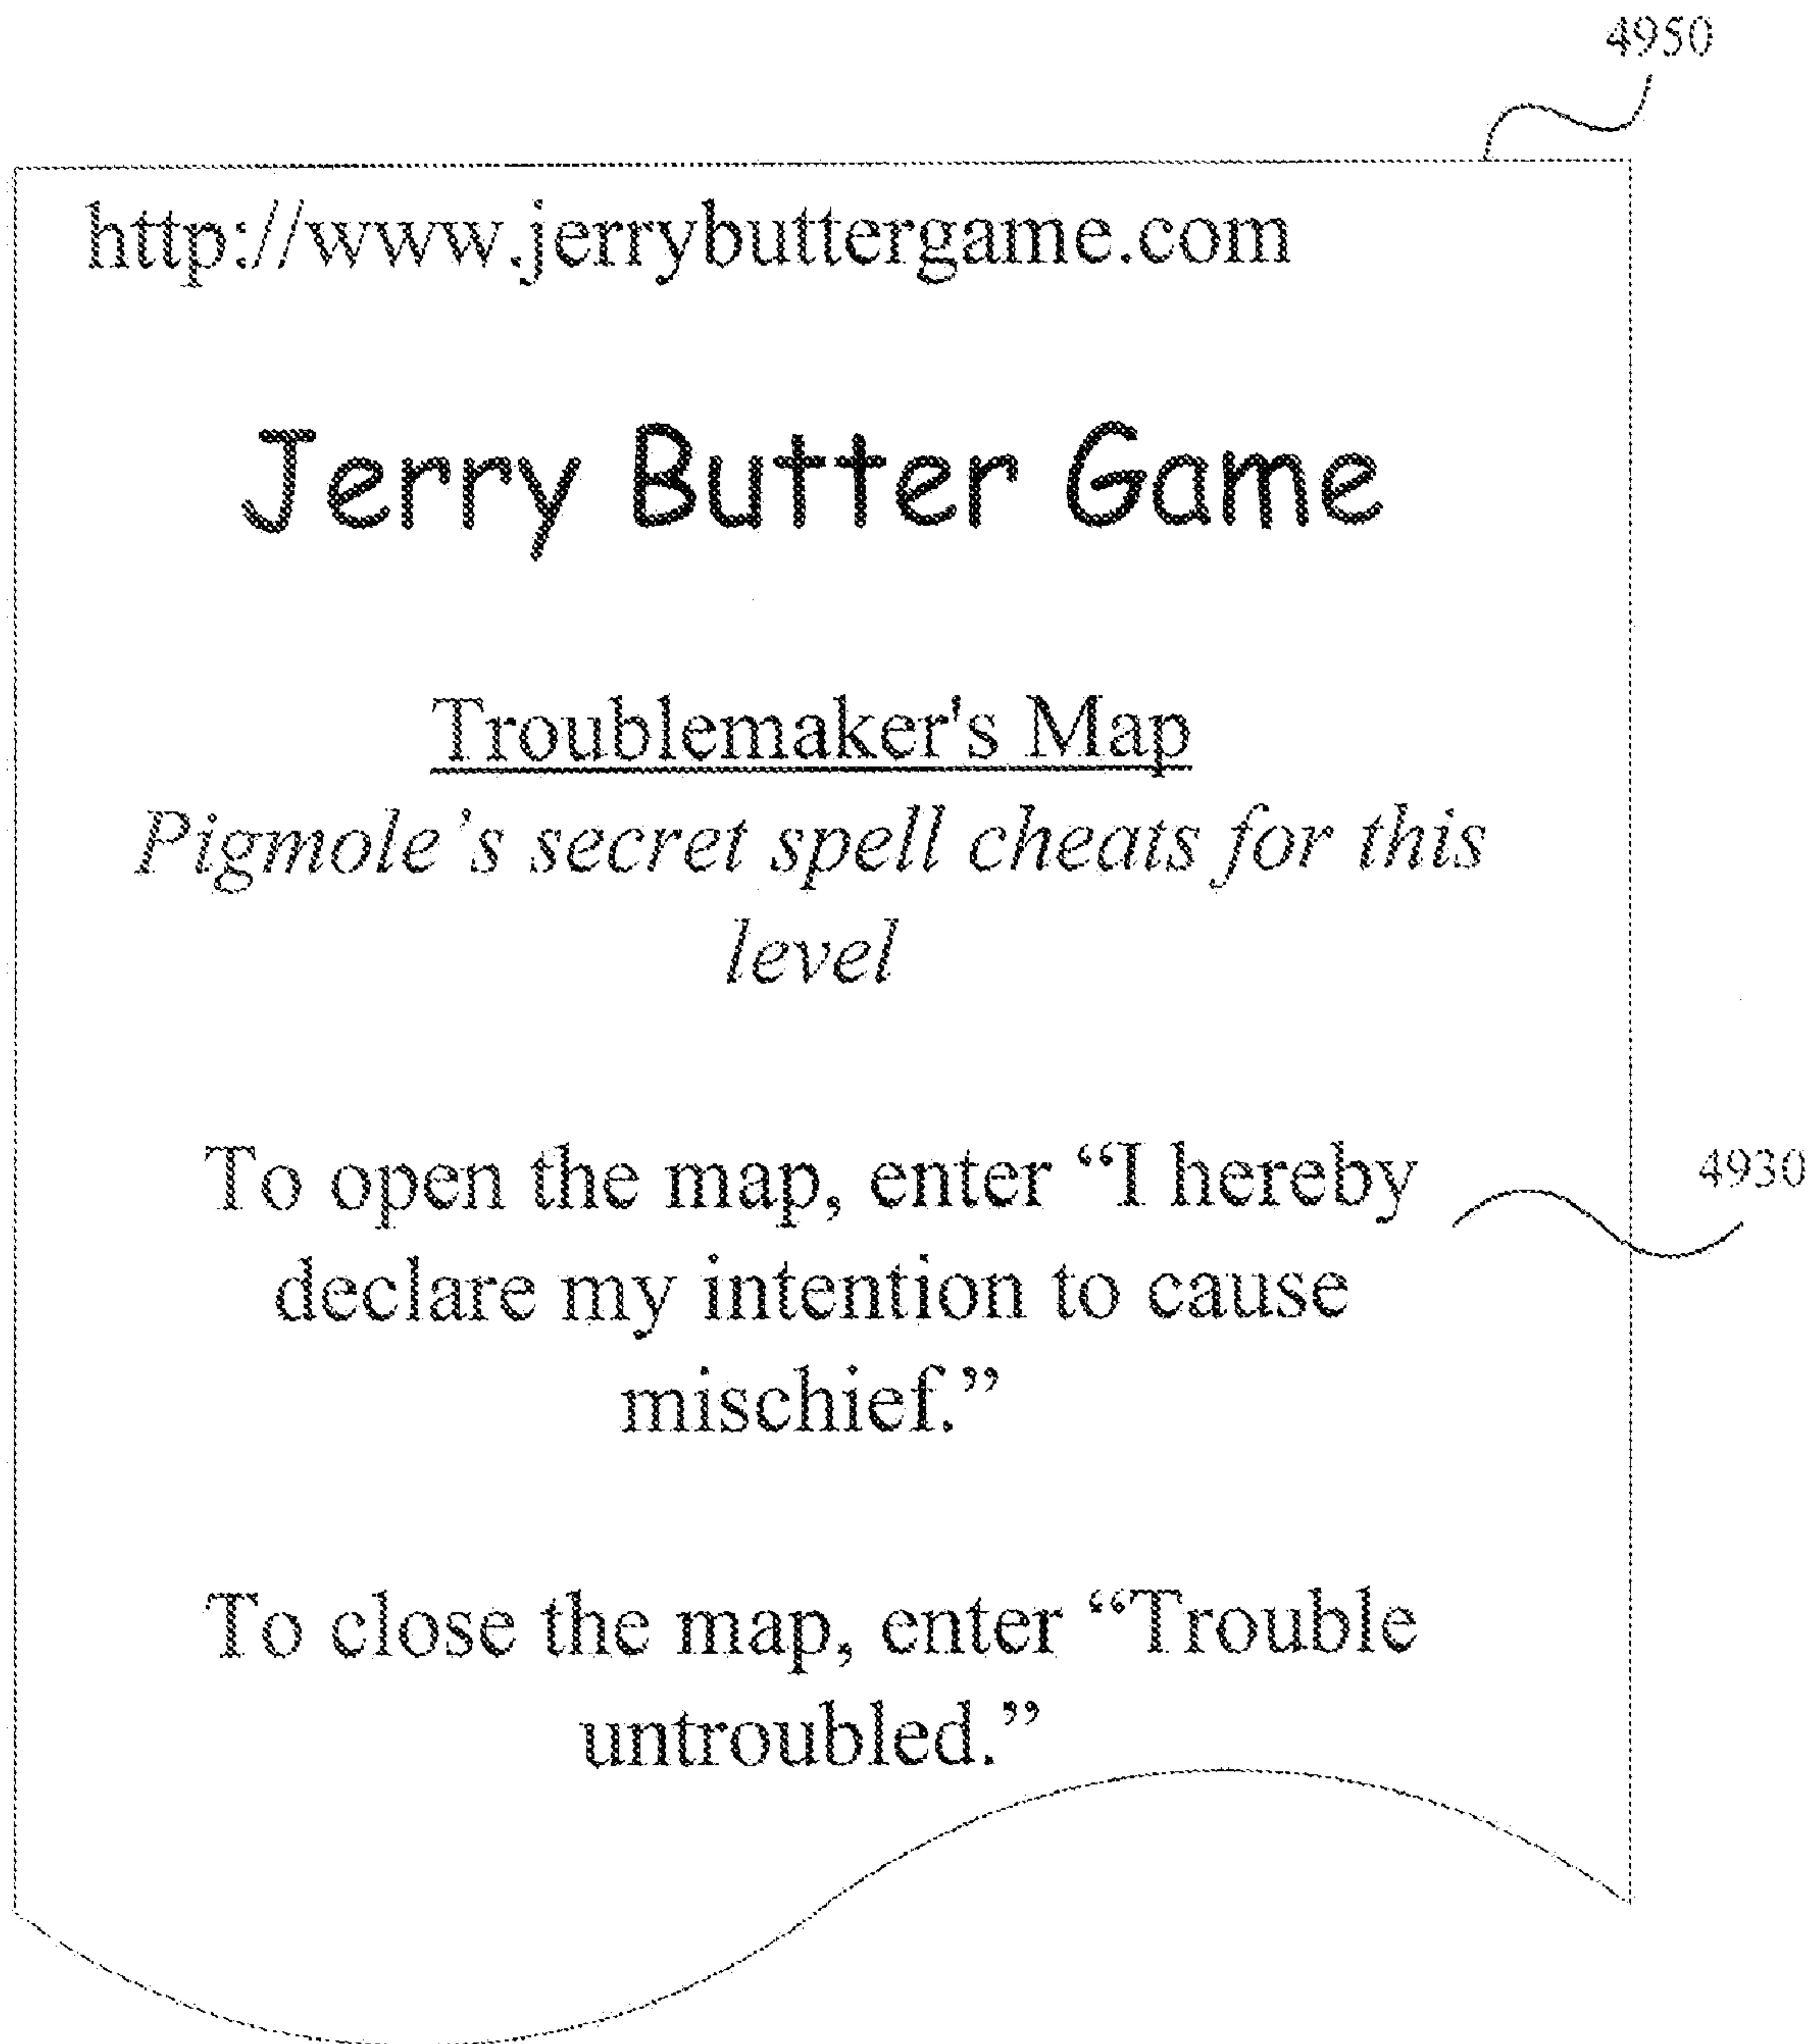 4950
http://www.jerrybuttergame.com
Jerry Butter Game
Troublemaker's Map
Pigmole’s secret spell cheats for this
level
To open the map, enter “I hereby
4930
declare my intention to cause
mischief.”
To close the map, enter “Trouble
untroubled.”